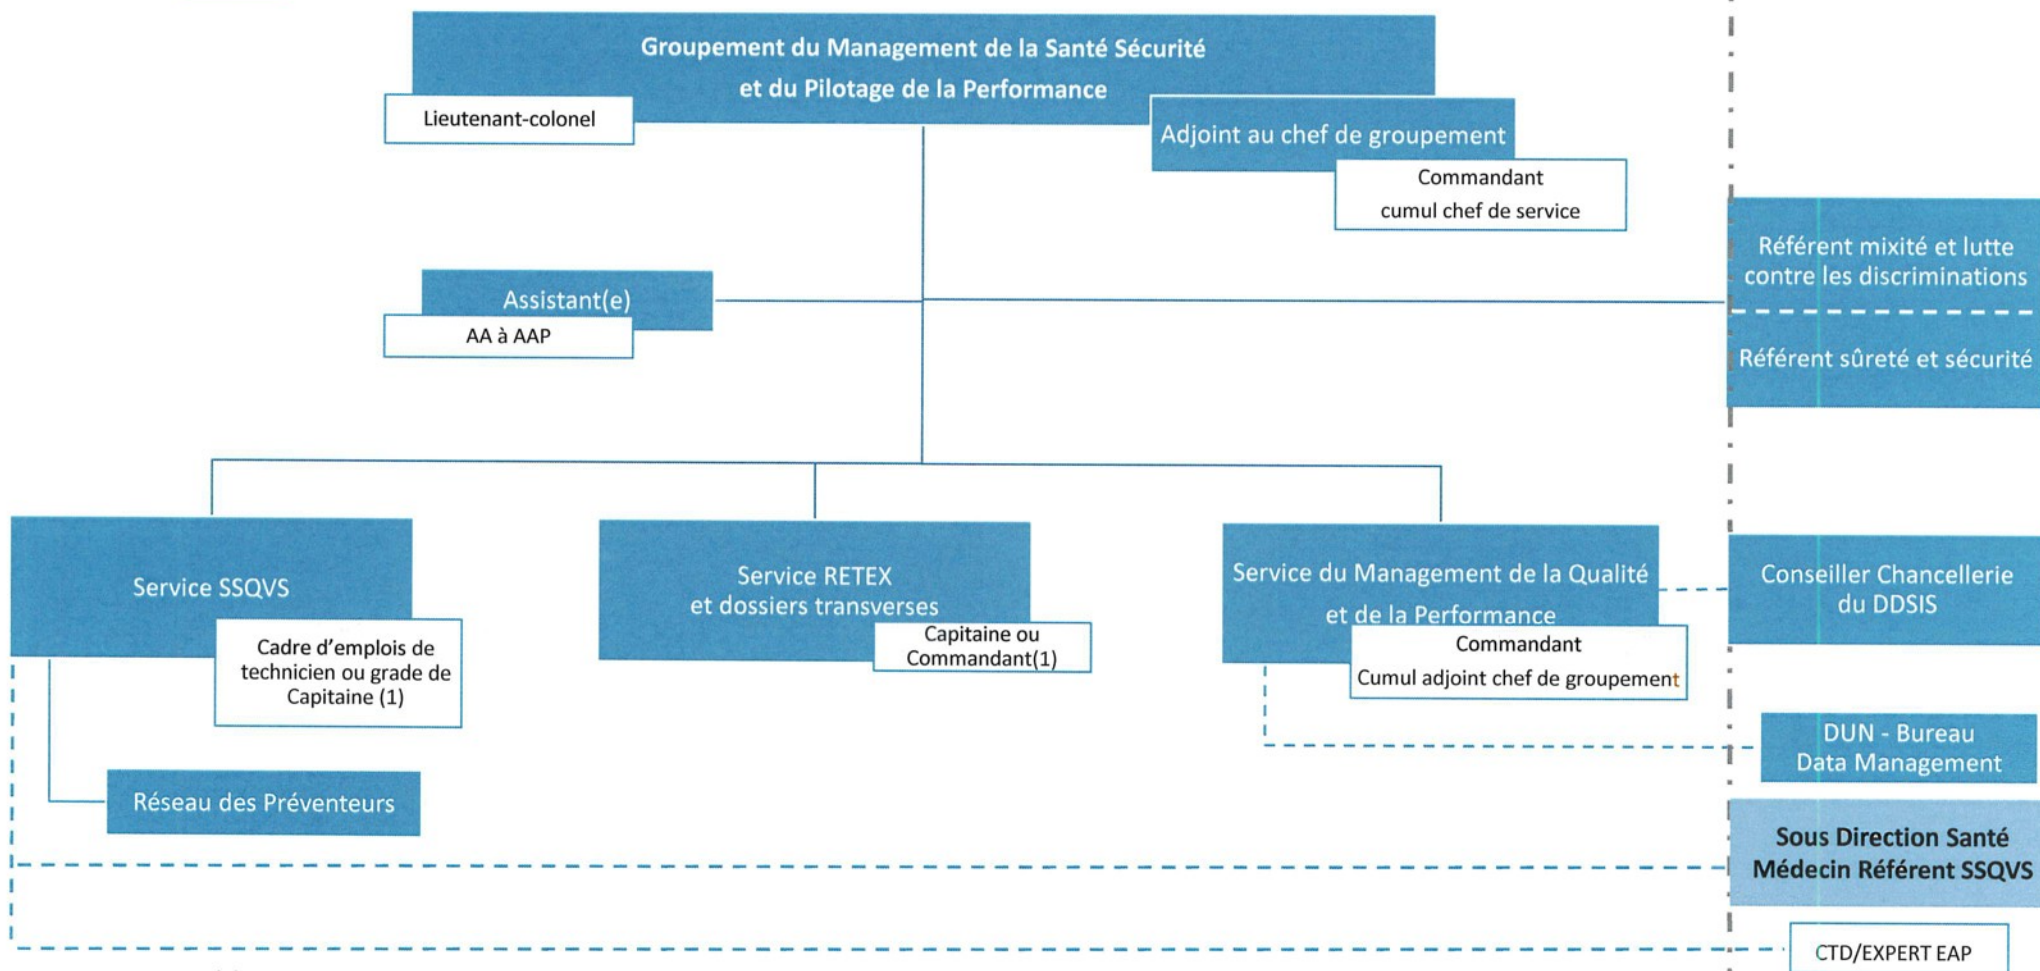 Groupement du Management de la Santé Sécurité
et du Pilotage de la Performance
Lieutenant-colonel
Adjoint au chef de groupement
Commandant
cumul chef de service
Référent mixité et lutte
contre les discriminations
Référent sûreté et sécurité
Assistant(e)
AA à AAP
Service SSQVS
Cadre d'emplois de
technicien ou grade de
Capitaine (1)
Réseau des Préventeurs
Service RETEX
et dossiers transverses
Capitaine ou
Commandant(1)
Service du Management de la Qualité
et de la Performance
Commandant
Cumul adjoint chef de groupement
Conseiller Chancellerie
du DDSIS
DUN - Bureau
Data Management
Sous Direction Santé
Médecin Référent SSQVS
CTD/EXPERT EAP